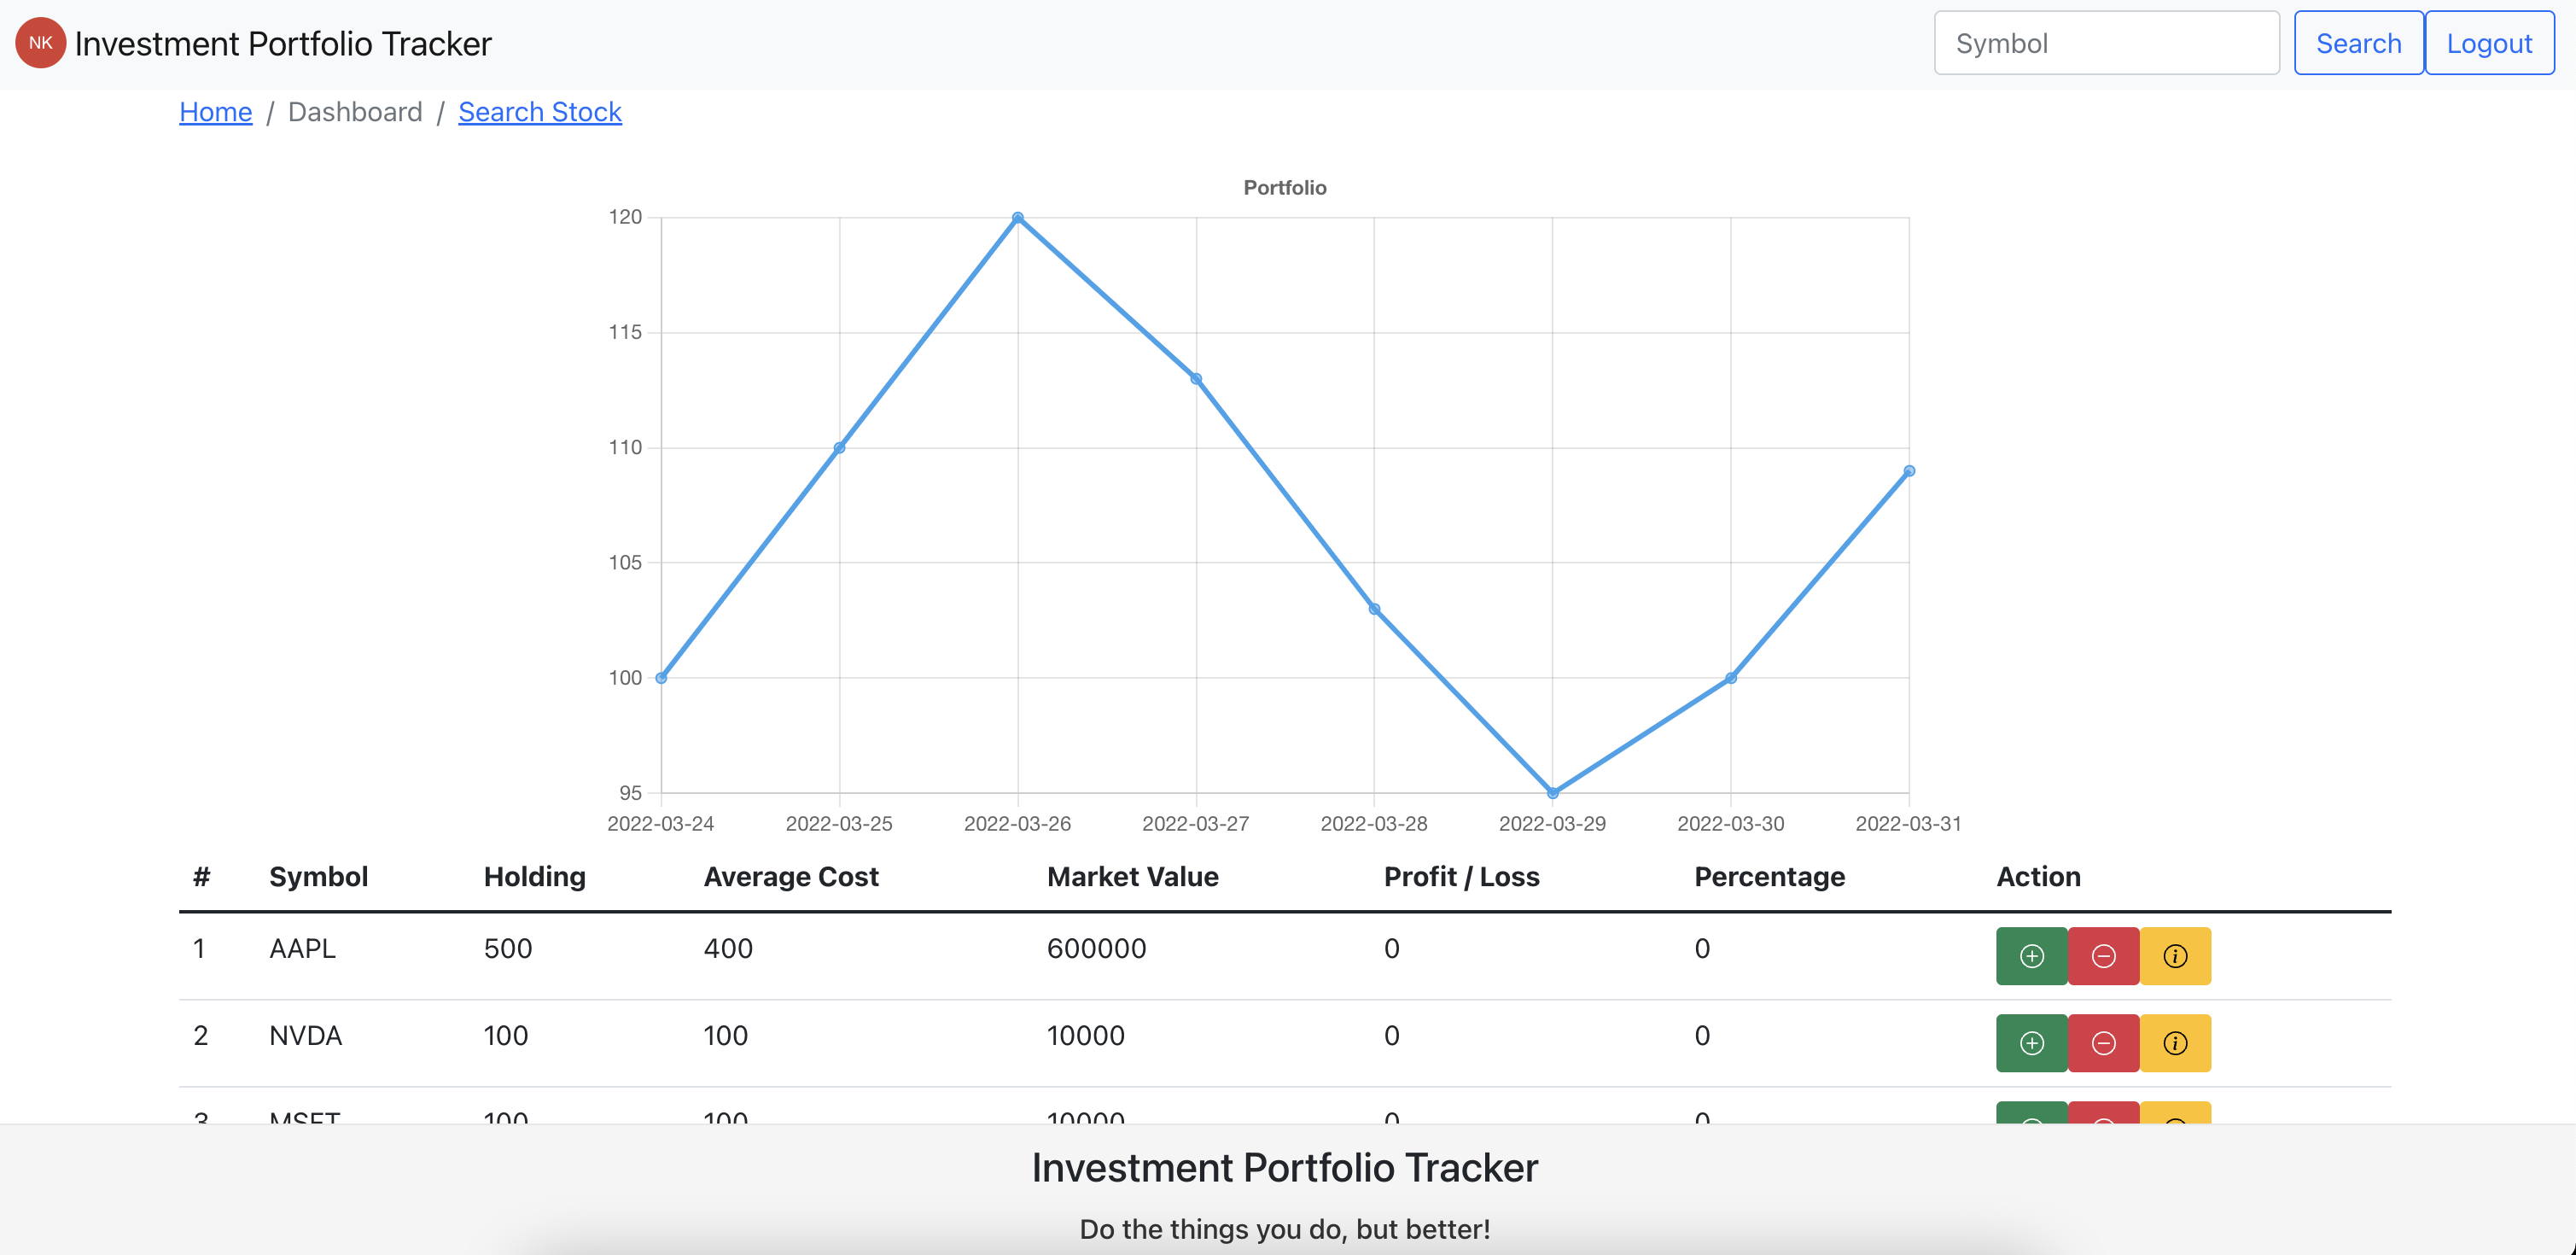 NK Investment Portfolio Tracker Symbol Search Logout
Home / Dashboard / Search Stock
Portfolio
120
115
110
105
100
95
2022-03-24 2022-03-25 2022-03-26 2022-03-27 2022-03-28 2022-03-29 2022-03-30 2022-03-31
# Symbol Holding Average Cost Market Value Profit / Loss Percentage Action
1 AAPL 500 400 600000 0 0
2 NVDA 100 100 10000 0 0
3 MSFT 100 100 10000 0 0
Investment Portfolio Tracker
Do the things you do, but better!